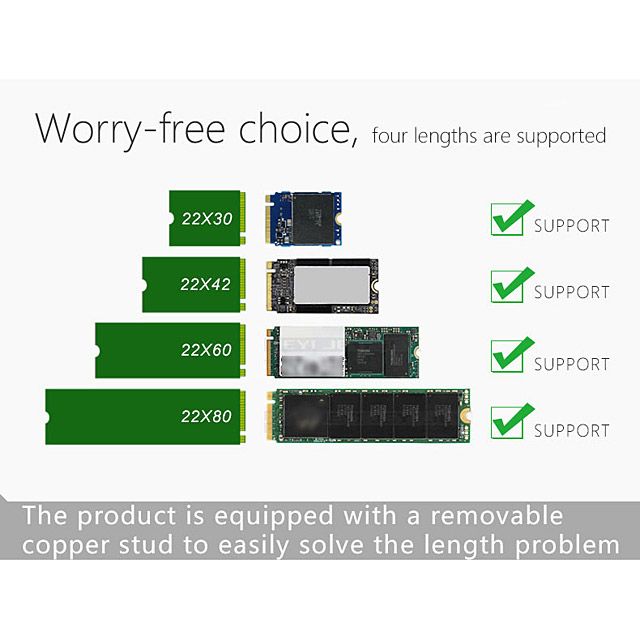 Worry-free choice, four lengths are supported
22X30
SUPPORT
22X42
SUPPORT
22X60
SUPPORT
22X80
SUPPORT
The product is equipped with a removable
copper stud to easily solve the length problem